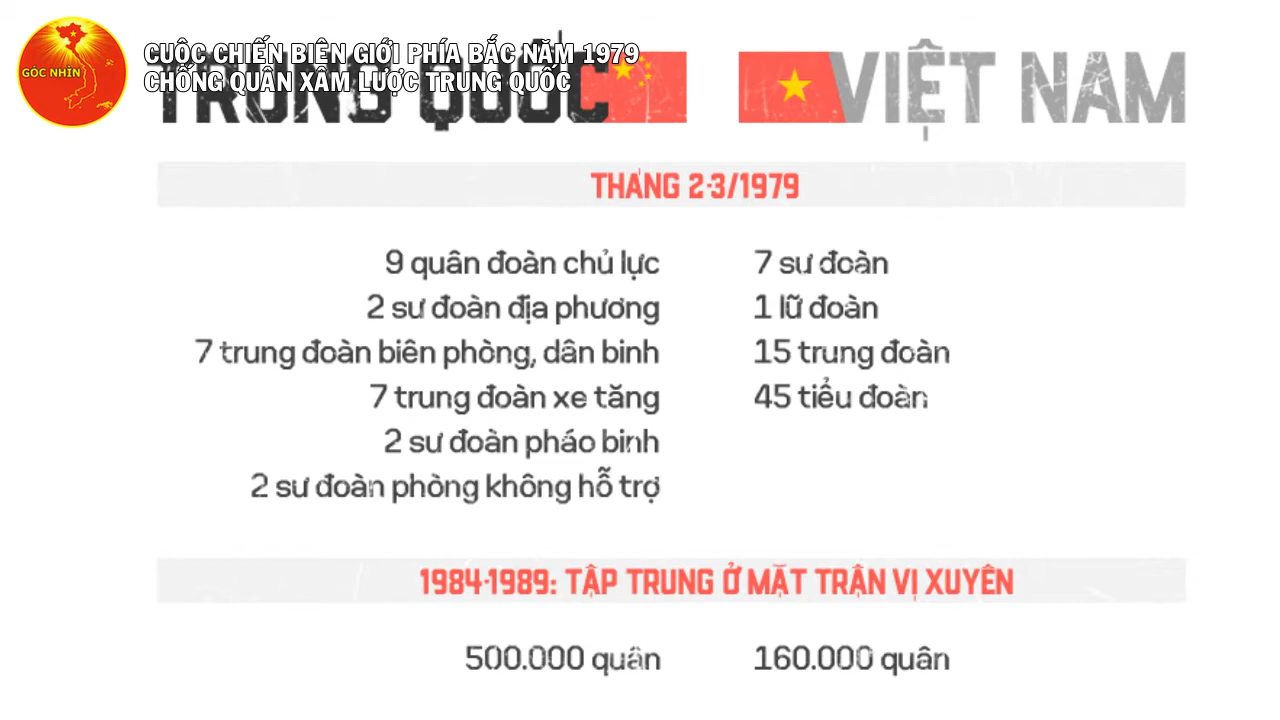 GÓC NHÌN
CUỘC CHIẾN BIÊN GIỚI PHÍA BẮC NĂM 1979
CHỐNG QUÂN XÂM LƯỢC TRUNG QUỐC
TRUNG QUỐC
VIỆT NAM
THÁNG 2-3/1979
9 quân đoàn chủ lực
7 sư đoàn
2 sư đoàn địa phương
1 lữ đoàn
7 trung đoàn biên phòng, dân binh
15 trung đoàn
7 trung đoàn xe tăng
45 tiểu đoàn
2 sư đoàn pháo binh
2 sư đoàn phòng không hỗ trợ
1984-1989: TẬP TRUNG Ở MẶT TRẬN VỊ XUYÊN
500.000 quân
160.000 quân